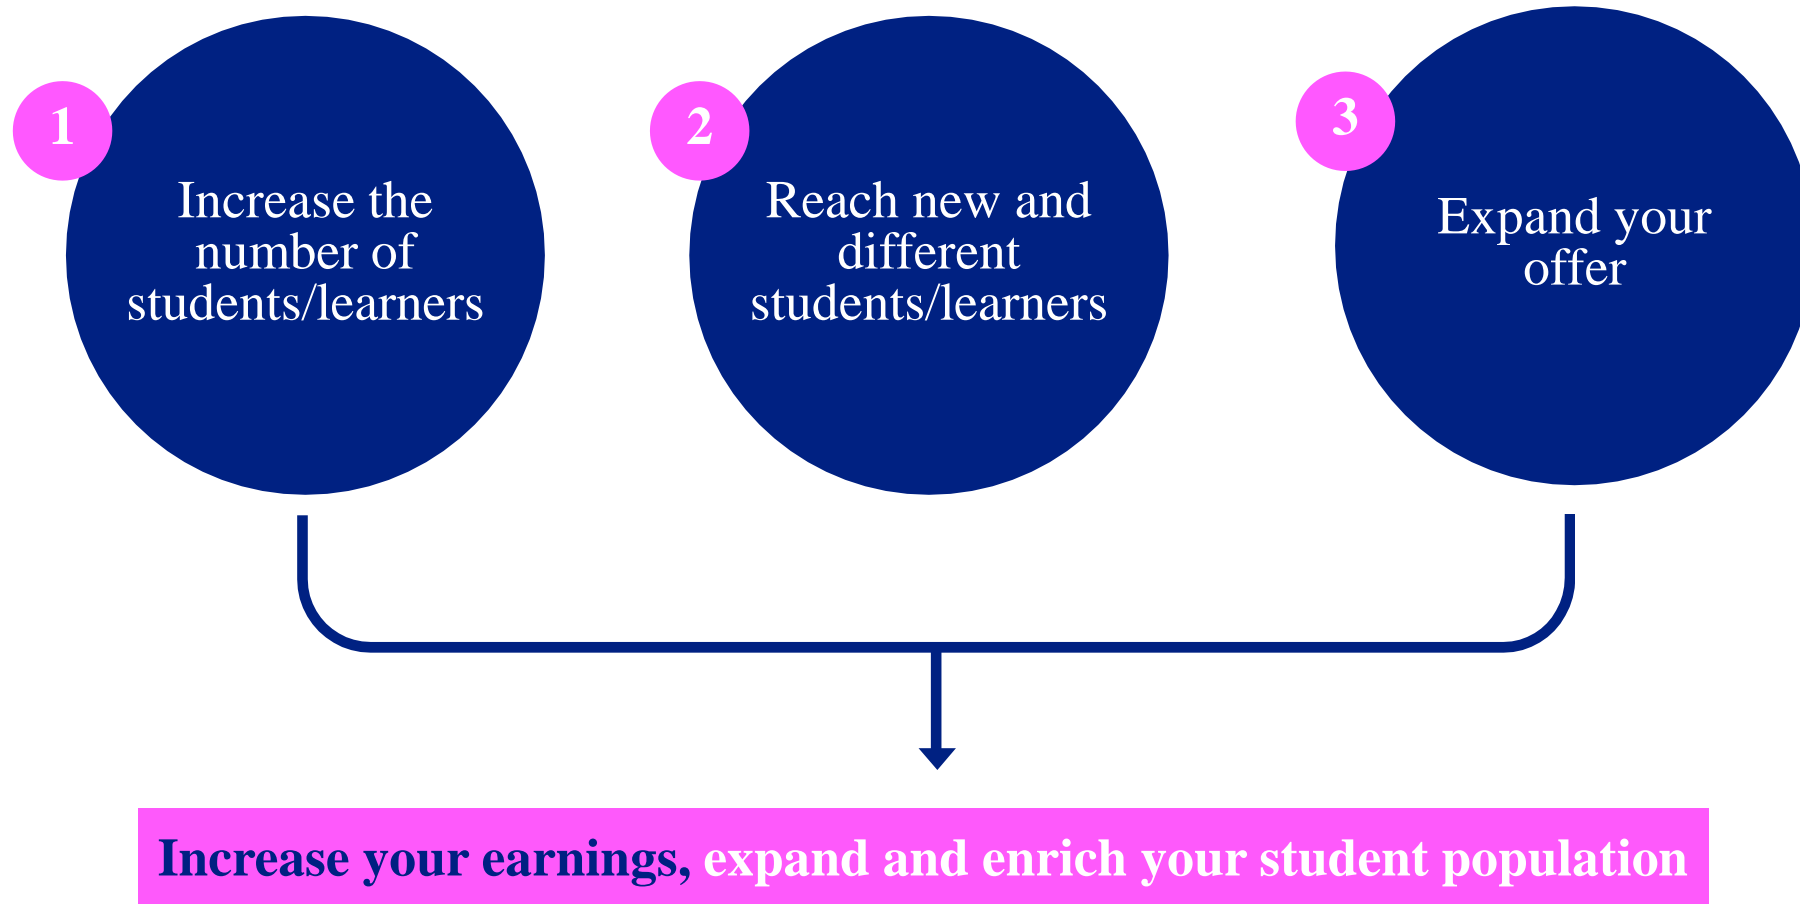 1
Increase the
number of
students/learners
2
Reach new and
different
students/learners
3
Expand your
offer
Increase your earnings, expand and enrich your student population